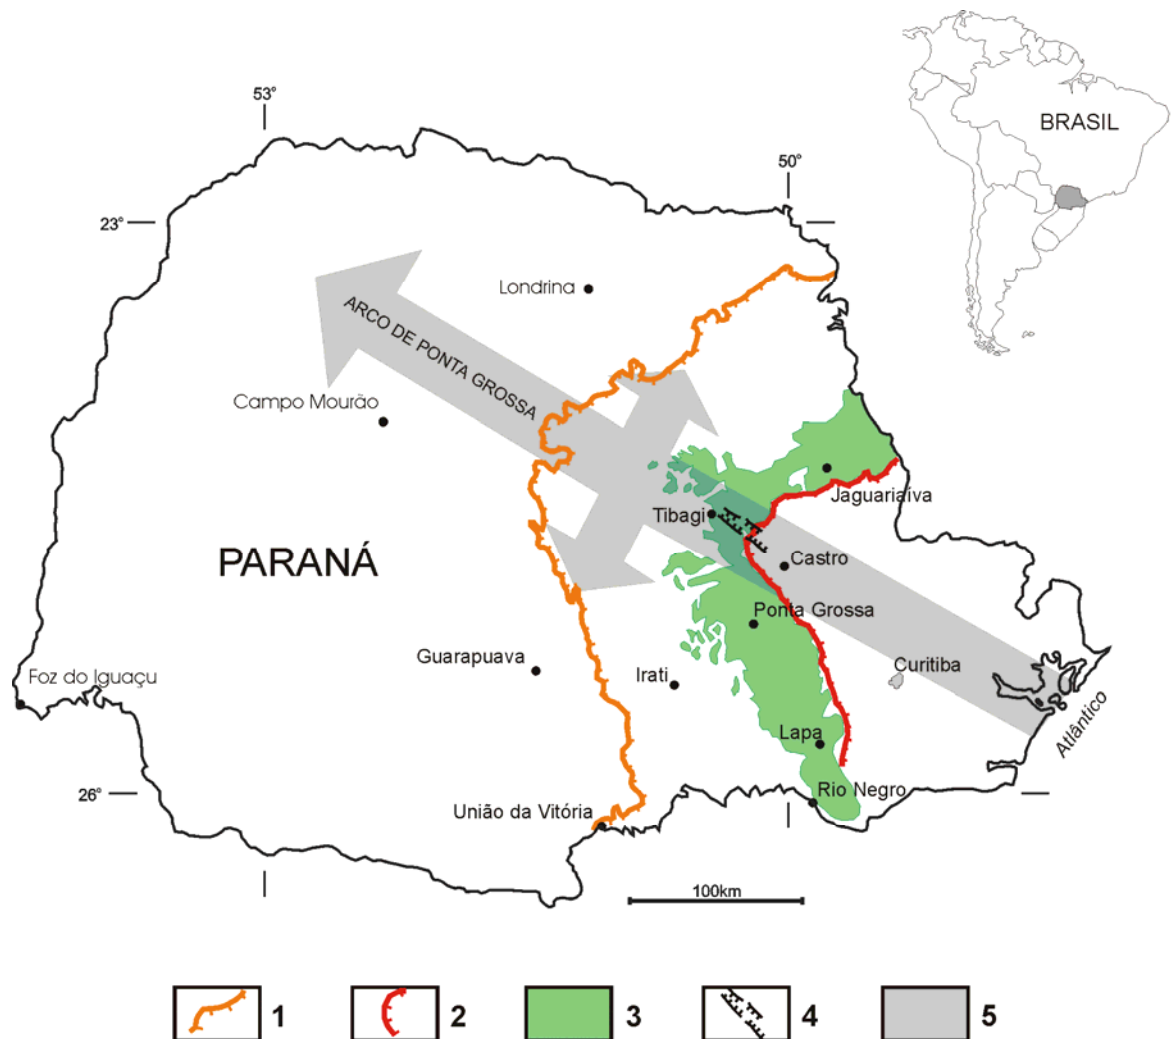 BRASIL
53°
50°
23°
Londrina
ARCO DE PONTA GROSSA
Campo Mourão
Jaguariaíva
Tibagi
PARANÁ
Castro
Ponta Grossa
Guarapuava
Irati
Curitiba
Foz do Iguaçu
Atlântico
Lapa
26°
Rio Negro
União da Vitória
100km
1
2
3
4
5